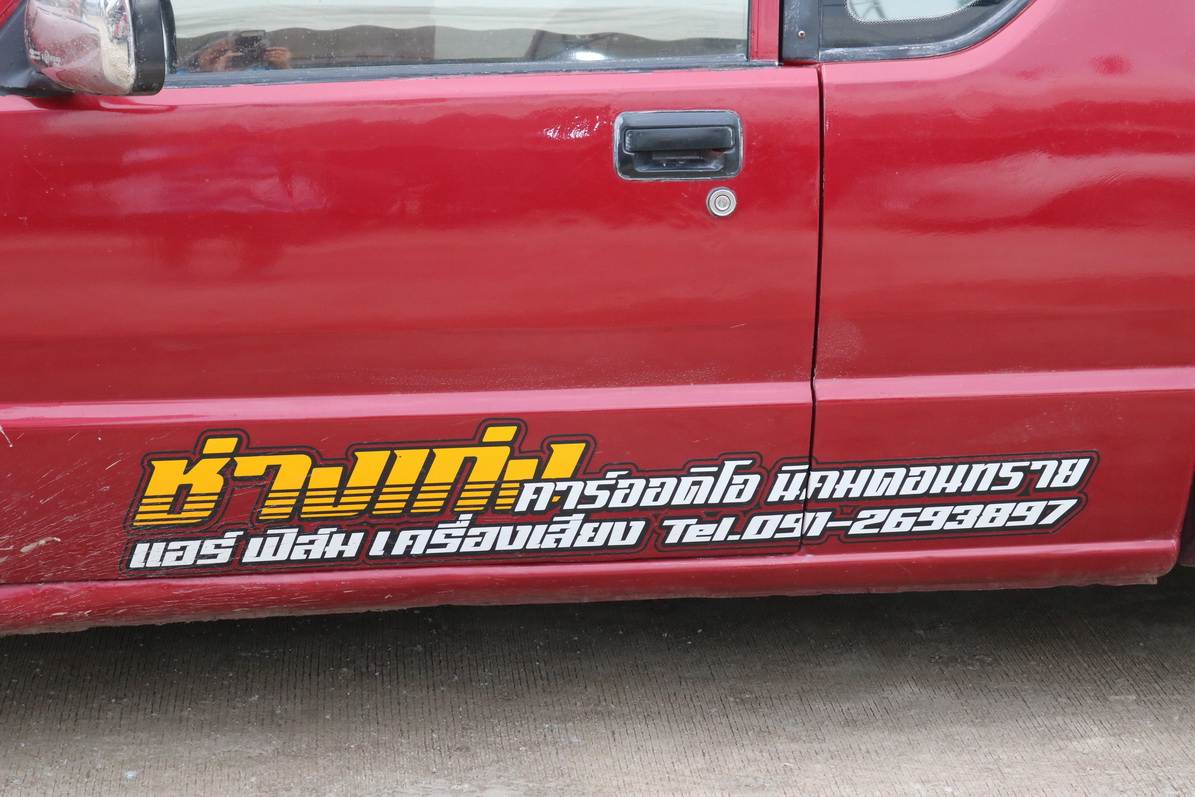 ช่างแก่ง คาร์ออดิโอ นิคมดอนทราย
แอร์ ฟิล์ม เครื่องเสียง Tel.091-2693897